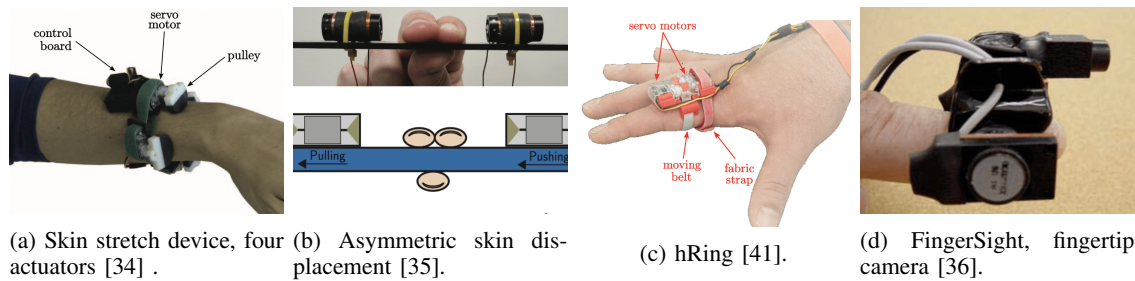 control
board
servo
motor
pulley
Pulling
Pushing
servo motors
moving
belt
fabric
strap
(a) Skin stretch device, four
actuators [34] .
(b) Asymmetric skin dis-
placement [35].
(c) hRing [41].
(d) FingerSight, fingertip
camera [36].